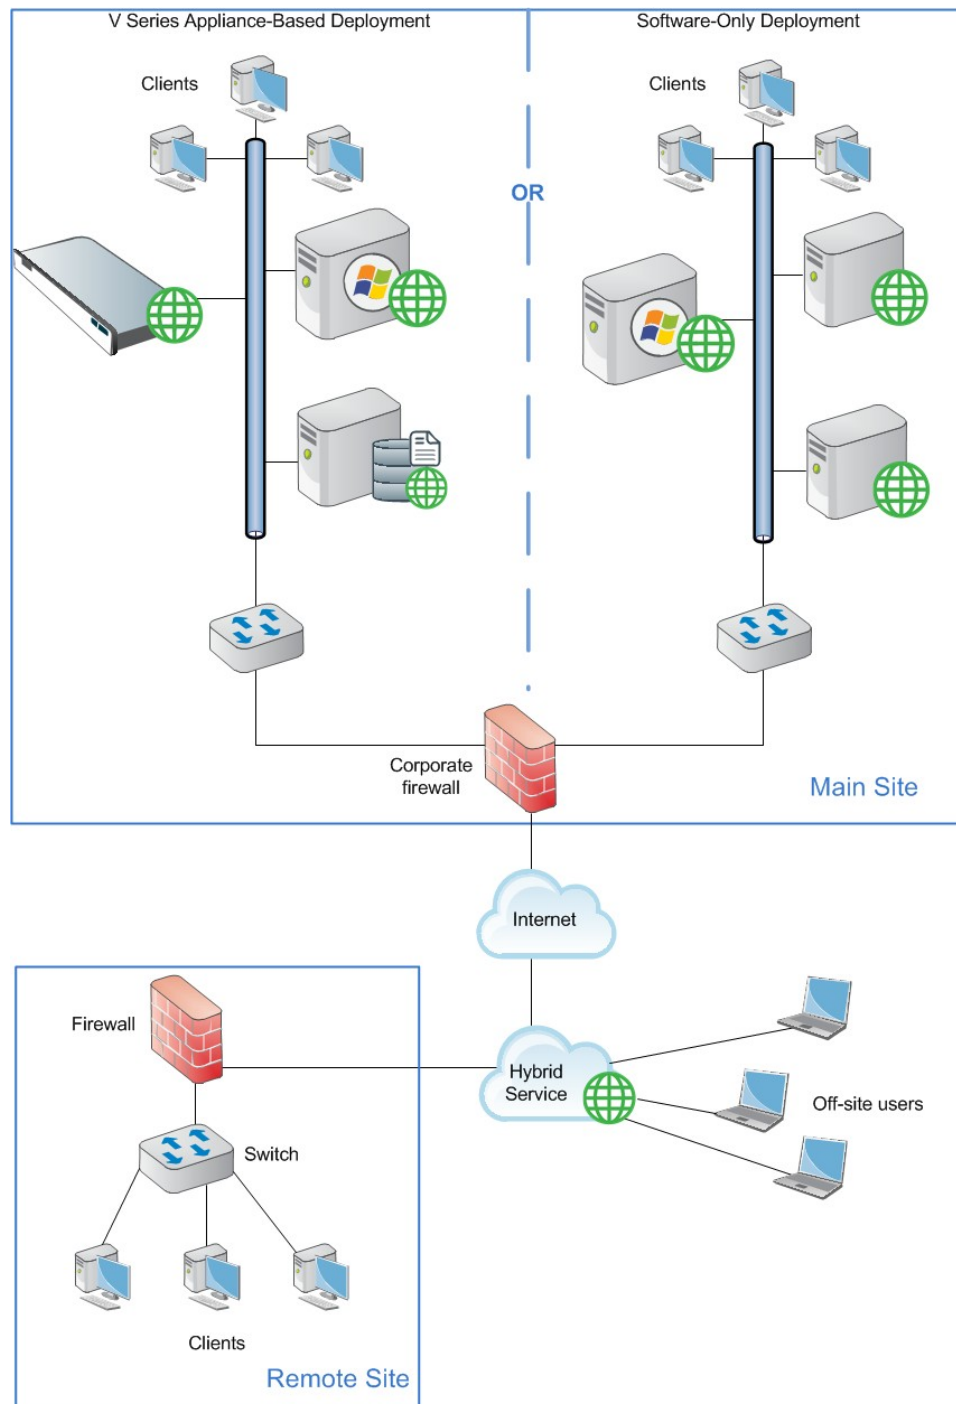 V Series Appliance-Based Deployment
Software-Only Deployment
Clients
Clients
OR
Corporate
firewall
Main Site
Internet
Firewall
Hybrid
Service
Off-site users
Switch
Clients
Remote Site